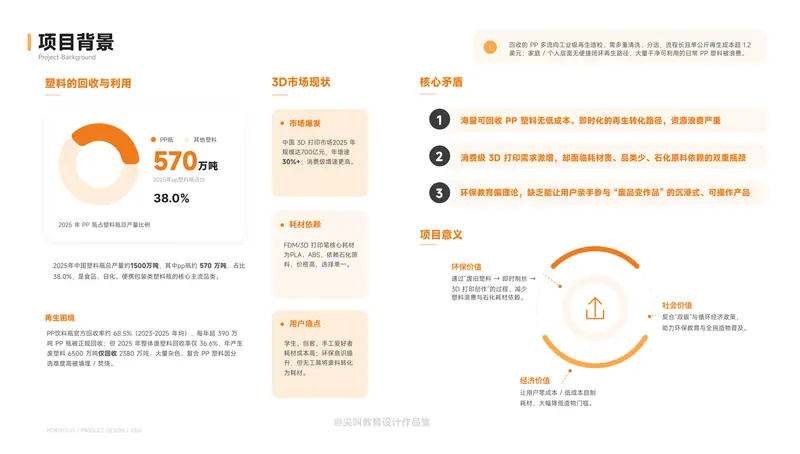 项目背景
Project Background
回收的 PP 多流向工业级再生造粒，需多重清洗、分选，流程长且单公斤再生成本超 1.2
美元；家庭 / 个人层面无便捷闭环再生路径，大量干净可利用的日常 PP 塑料被浪费。
塑料的回收与利用
PP瓶
其他塑料
570万吨
2025年pp塑料瓶占比
38.0%
2025 年 PP 瓶占塑料瓶总产量比例
2025年中国塑料瓶总产量约1500万吨，其中pp瓶约 570 万吨，占比
38.0%，是食品、日化、便携包装类塑料瓶的核心主流品类。
再生困境
PP饮料瓶官方回收率约 68.5%（2023-2025 年均），每年超 390 万
吨 PP 瓶被正规回收；但 2025 年整体废塑料回收率仅 36.6%，年产生
废塑料 6500 万吨仅回收 2380 万吨，大量杂色、复合 PP 塑料因分
选难度高被填埋 / 焚烧。
3D市场现状
市场爆发
中国 3D 打印市场2025 年
规模达700亿元，年增速
30%+；消费级增速更高。
耗材依赖
FDM/3D 打印笔核心耗材
为PLA、ABS，依赖石化原
料，价格高，选择单一。
用户痛点
学生、创客、手工爱好者
耗材成本高；环保意识提
升，但无工具将废料转化
为耗材。
核心矛盾
1 海量可回收 PP 塑料无低成本、即时化的再生转化路径，资源浪费严重
2 消费级 3D 打印需求激增，却面临耗材贵、品类少、石化原料依赖的双重瓶颈
3 环保教育偏理论，缺乏能让用户亲手参与 “废品变作品” 的沉浸式、可操作产品
项目意义
环保价值
通过“废旧塑料 → 即时制丝 →
3D 打印创作”的过程，减少
塑料浪费与石化耗材依赖。
社会价值
复合“双碳”与循环经济政策，
助力环保教育与全民造物普及。
经济价值
让用户零成本 / 低成本自制
耗材，大幅降低造物门槛。
@尖叫教育设计作品集
PORTFOLIO / PRODUCT DESIGN / 2026